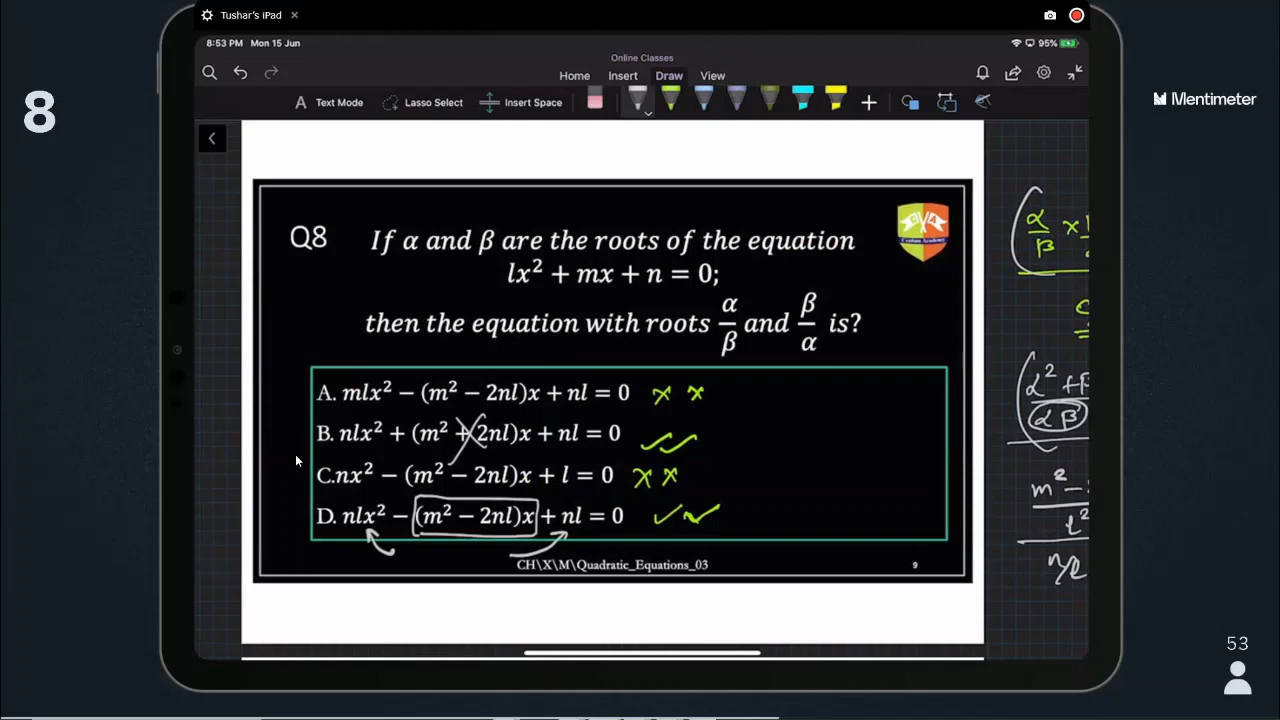 Tushar's iPad ×
8
8:53 PM Mon 15 Jun
95%
Online Classes
Home Insert Draw View
Mentimeter
A Text Mode Lasso Select Insert Space
Q8 If α and β are the roots of the equation
lx² + mx + n = 0;
then the equation with roots α/β and β/α is?
A. mlx² − (m² − 2nl)x + nl = 0
B. nlx² + (m² + 2nl)x + nl = 0
C.nx² − (m² − 2nl)x + l = 0
D. nlx² − (m² − 2nl)x + nl = 0
CH\X\M\Quadratic_Equations_03
9
α/β ×
α² +
α β
m² -
l²
53